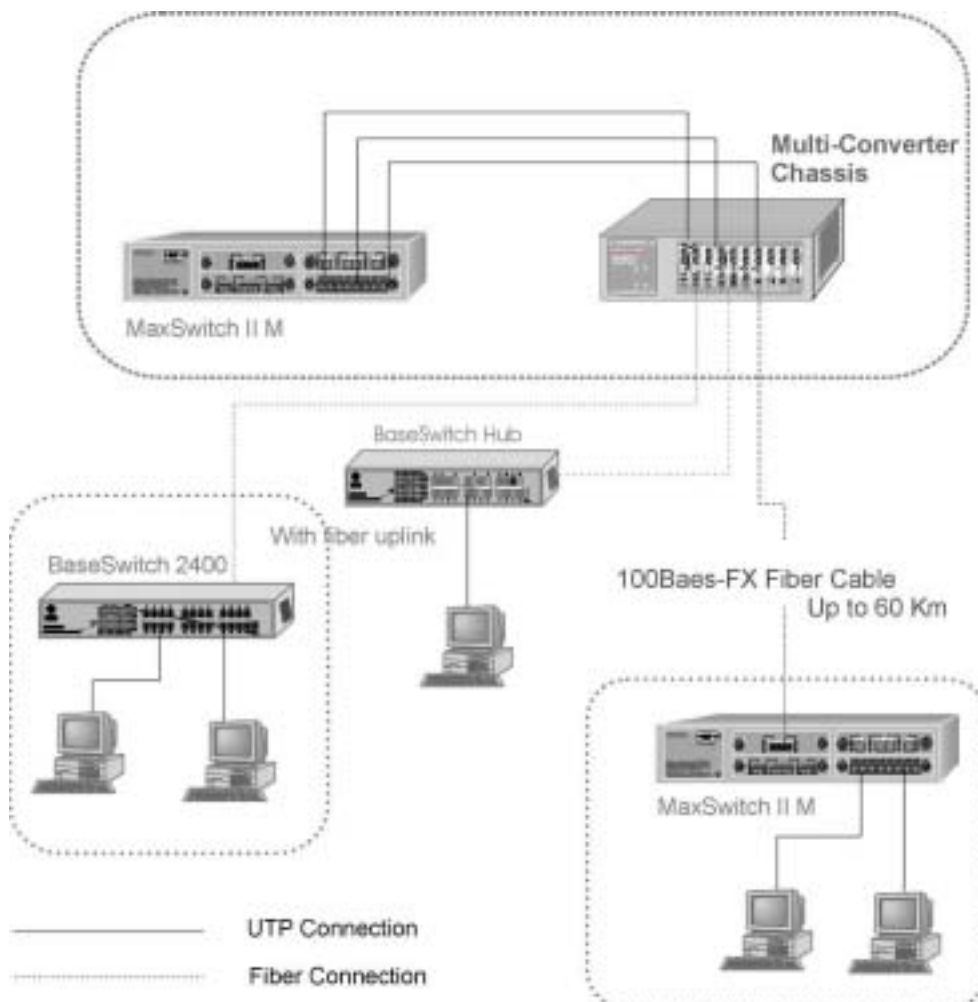 Multi-Converter
Chassis
MaxSwitch II M
BaseSwitch Hub
With fiber uplink
BaseSwitch 2400
100Baes-FX Fiber Cable
Up to 60 Km
MaxSwitch II M
UTP Connection
Fiber Connection